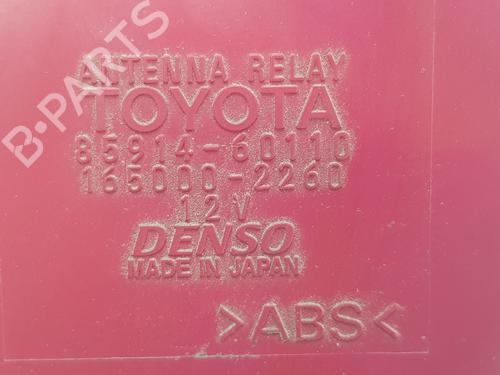 ANTENNA RELAY
TOYOTA
85914-60110
165000-2260
12V
DENSO
MADE IN JAPAN
>ABS<
B-PARTS